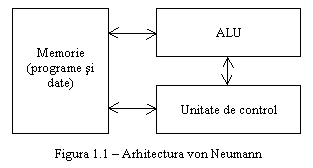 Memorie
(programe şi
date)
ALU
Unitate de control
Figura 1.1 – Arhitectura von Neumann